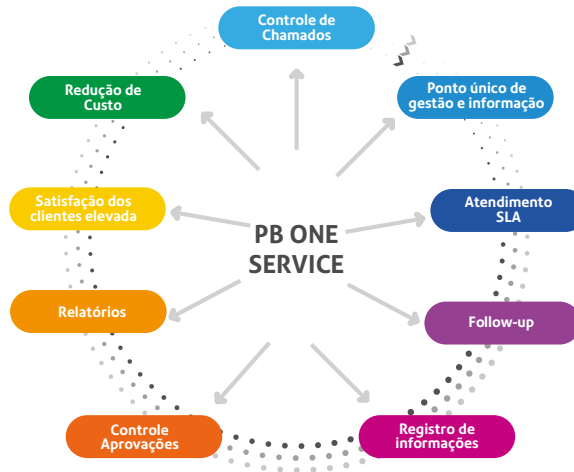 Controle de
Chamados
Ponto único de
gestão e informação
Atendimento
SLA
Follow-up
Registro de
informações
Controle
Aprovações
Relatórios
Satisfação dos
clientes elevada
Redução de
Custo
PB ONE
SERVICE